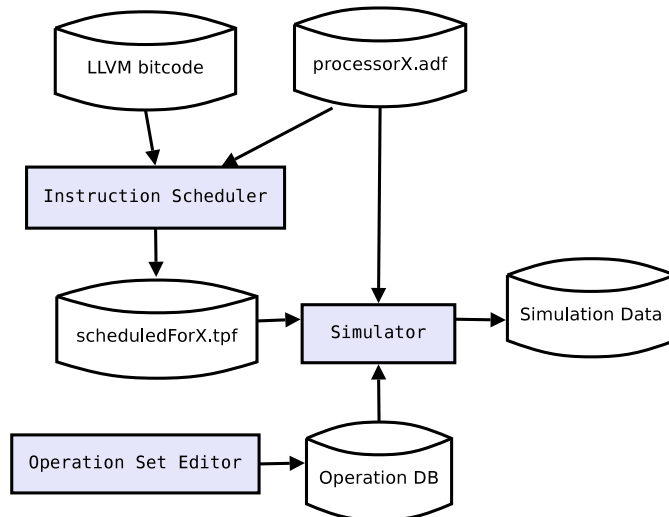 LLVM bitcode
processorX.adf
Instruction Scheduler
scheduledForX.tpf
Simulator
Simulation Data
Operation Set Editor
Operation DB